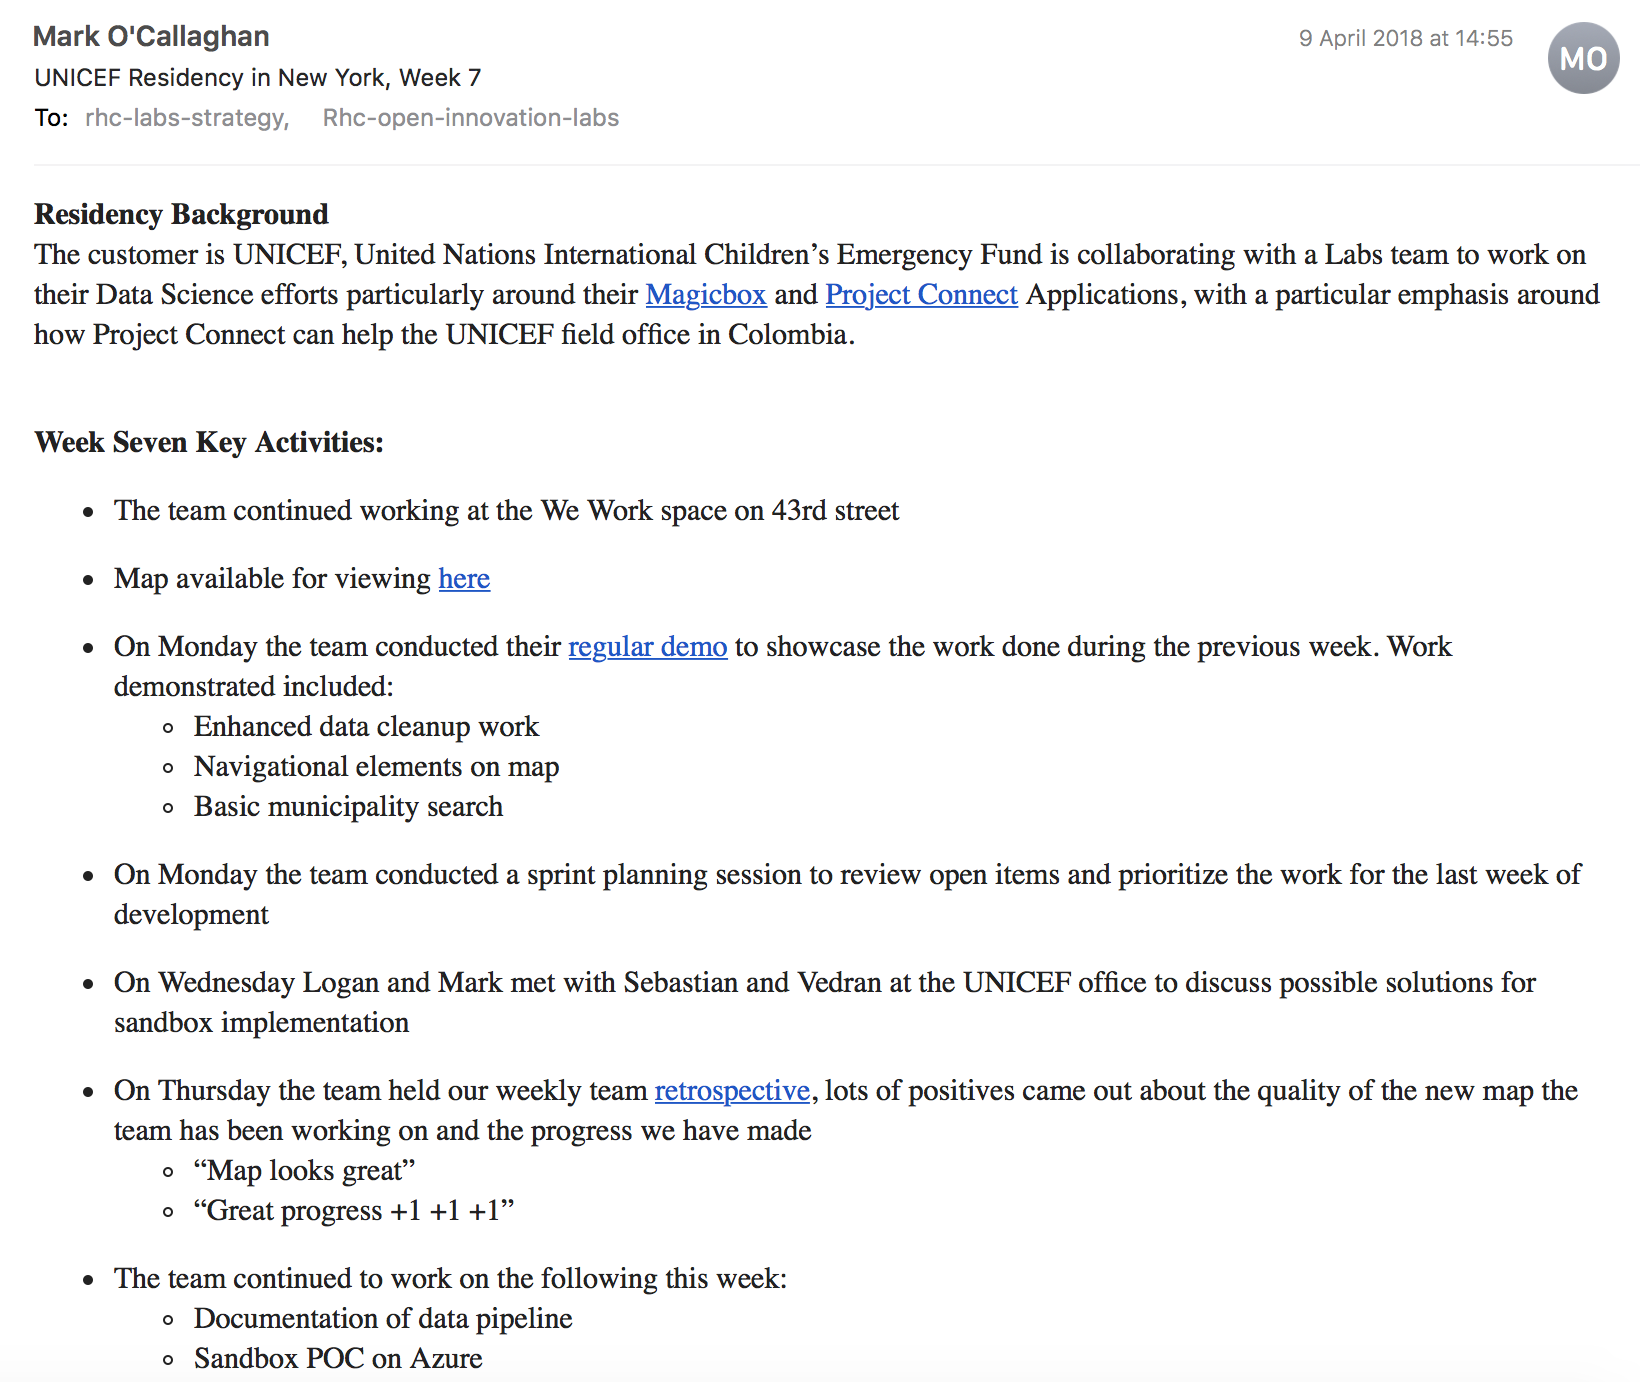 Mark O'Callaghan
9 April 2018 at 14:55
MO
UNICEF Residency in New York, Week 7
To: rhc-labs-strategy, Rhc-open-innovation-labs
Residency Background
The customer is UNICEF, United Nations International Children’s Emergency Fund is collaborating with a Labs team to work on
their Data Science efforts particularly around their Magicbox and Project Connect Applications, with a particular emphasis around
how Project Connect can help the UNICEF field office in Colombia.
Week Seven Key Activities:
• The team continued working at the We Work space on 43rd street
• Map available for viewing here
• On Monday the team conducted their regular demo to showcase the work done during the previous week. Work
demonstrated included:
◦ Enhanced data cleanup work
◦ Navigational elements on map
◦ Basic municipality search
• On Monday the team conducted a sprint planning session to review open items and prioritize the work for the last week of
development
• On Wednesday Logan and Mark met with Sebastian and Vedran at the UNICEF office to discuss possible solutions for
sandbox implementation
• On Thursday the team held our weekly team retrospective, lots of positives came out about the quality of the new map the
team has been working on and the progress we have made
◦ “Map looks great”
◦ “Great progress +1 +1 +1”
• The team continued to work on the following this week:
◦ Documentation of data pipeline
◦ Sandbox POC on Azure